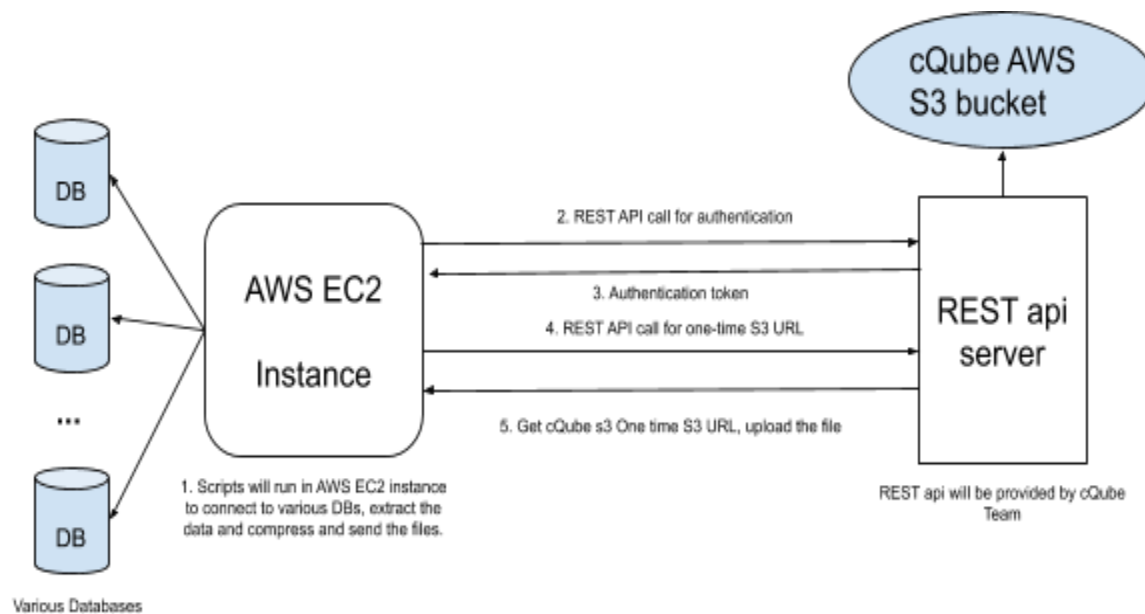 cQube AWS
S3 bucket
DB
2. REST API call for authentication
AWS EC2
Instance
3. Authentication token
DB
4. REST API call for one-time S3 URL
REST api
server
...
5. Get cQube s3 One time S3 URL, upload the file
1. Scripts will run in AWS EC2 instance
to connect to various DBs, extract the
data and compress and send the files.
REST api will be provided by cQube
Team
DB
Various Databases